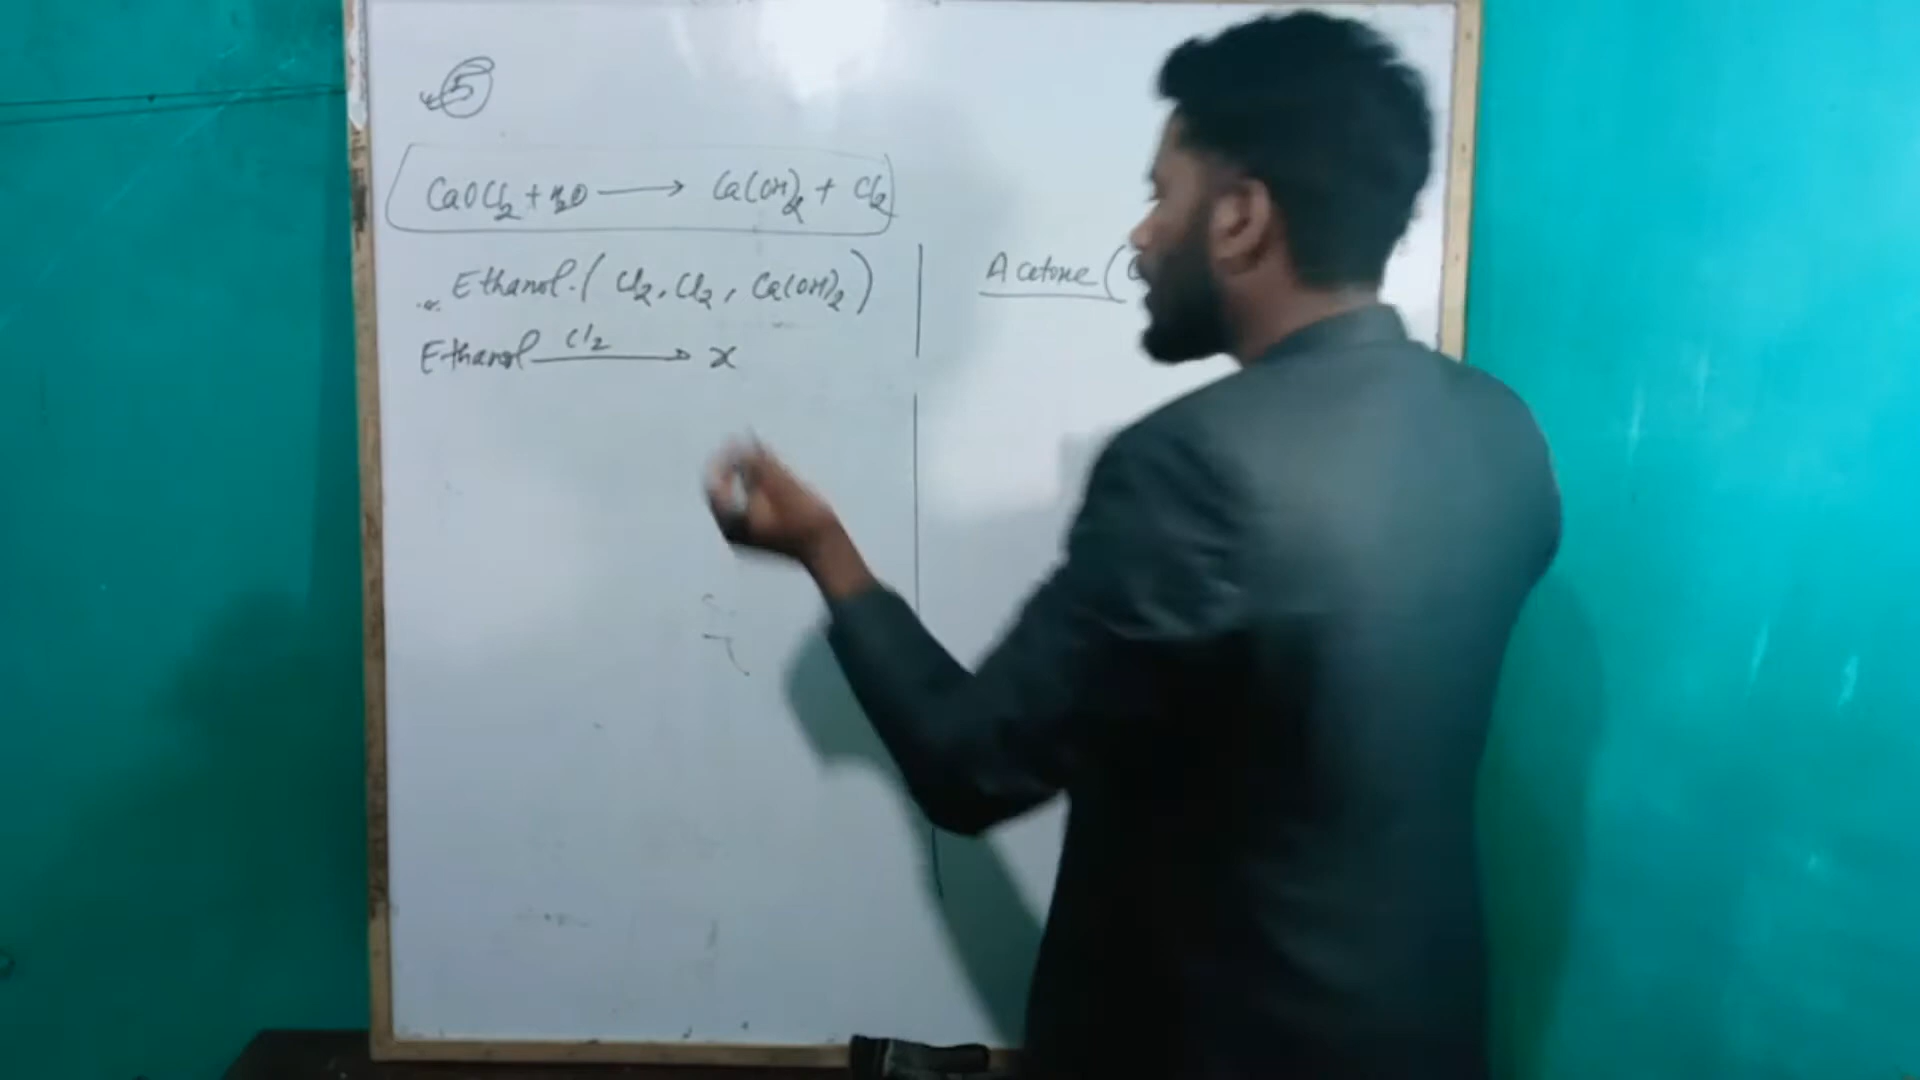 5
CaOCl₂ + H₂O ⟶ Ca(OH)₂ + Cl₂
Ethanol. ( Cl₂, Cl₂, Ca(OH)₂ )
Ethanol Cl₂ ⟶ x
Acetone (